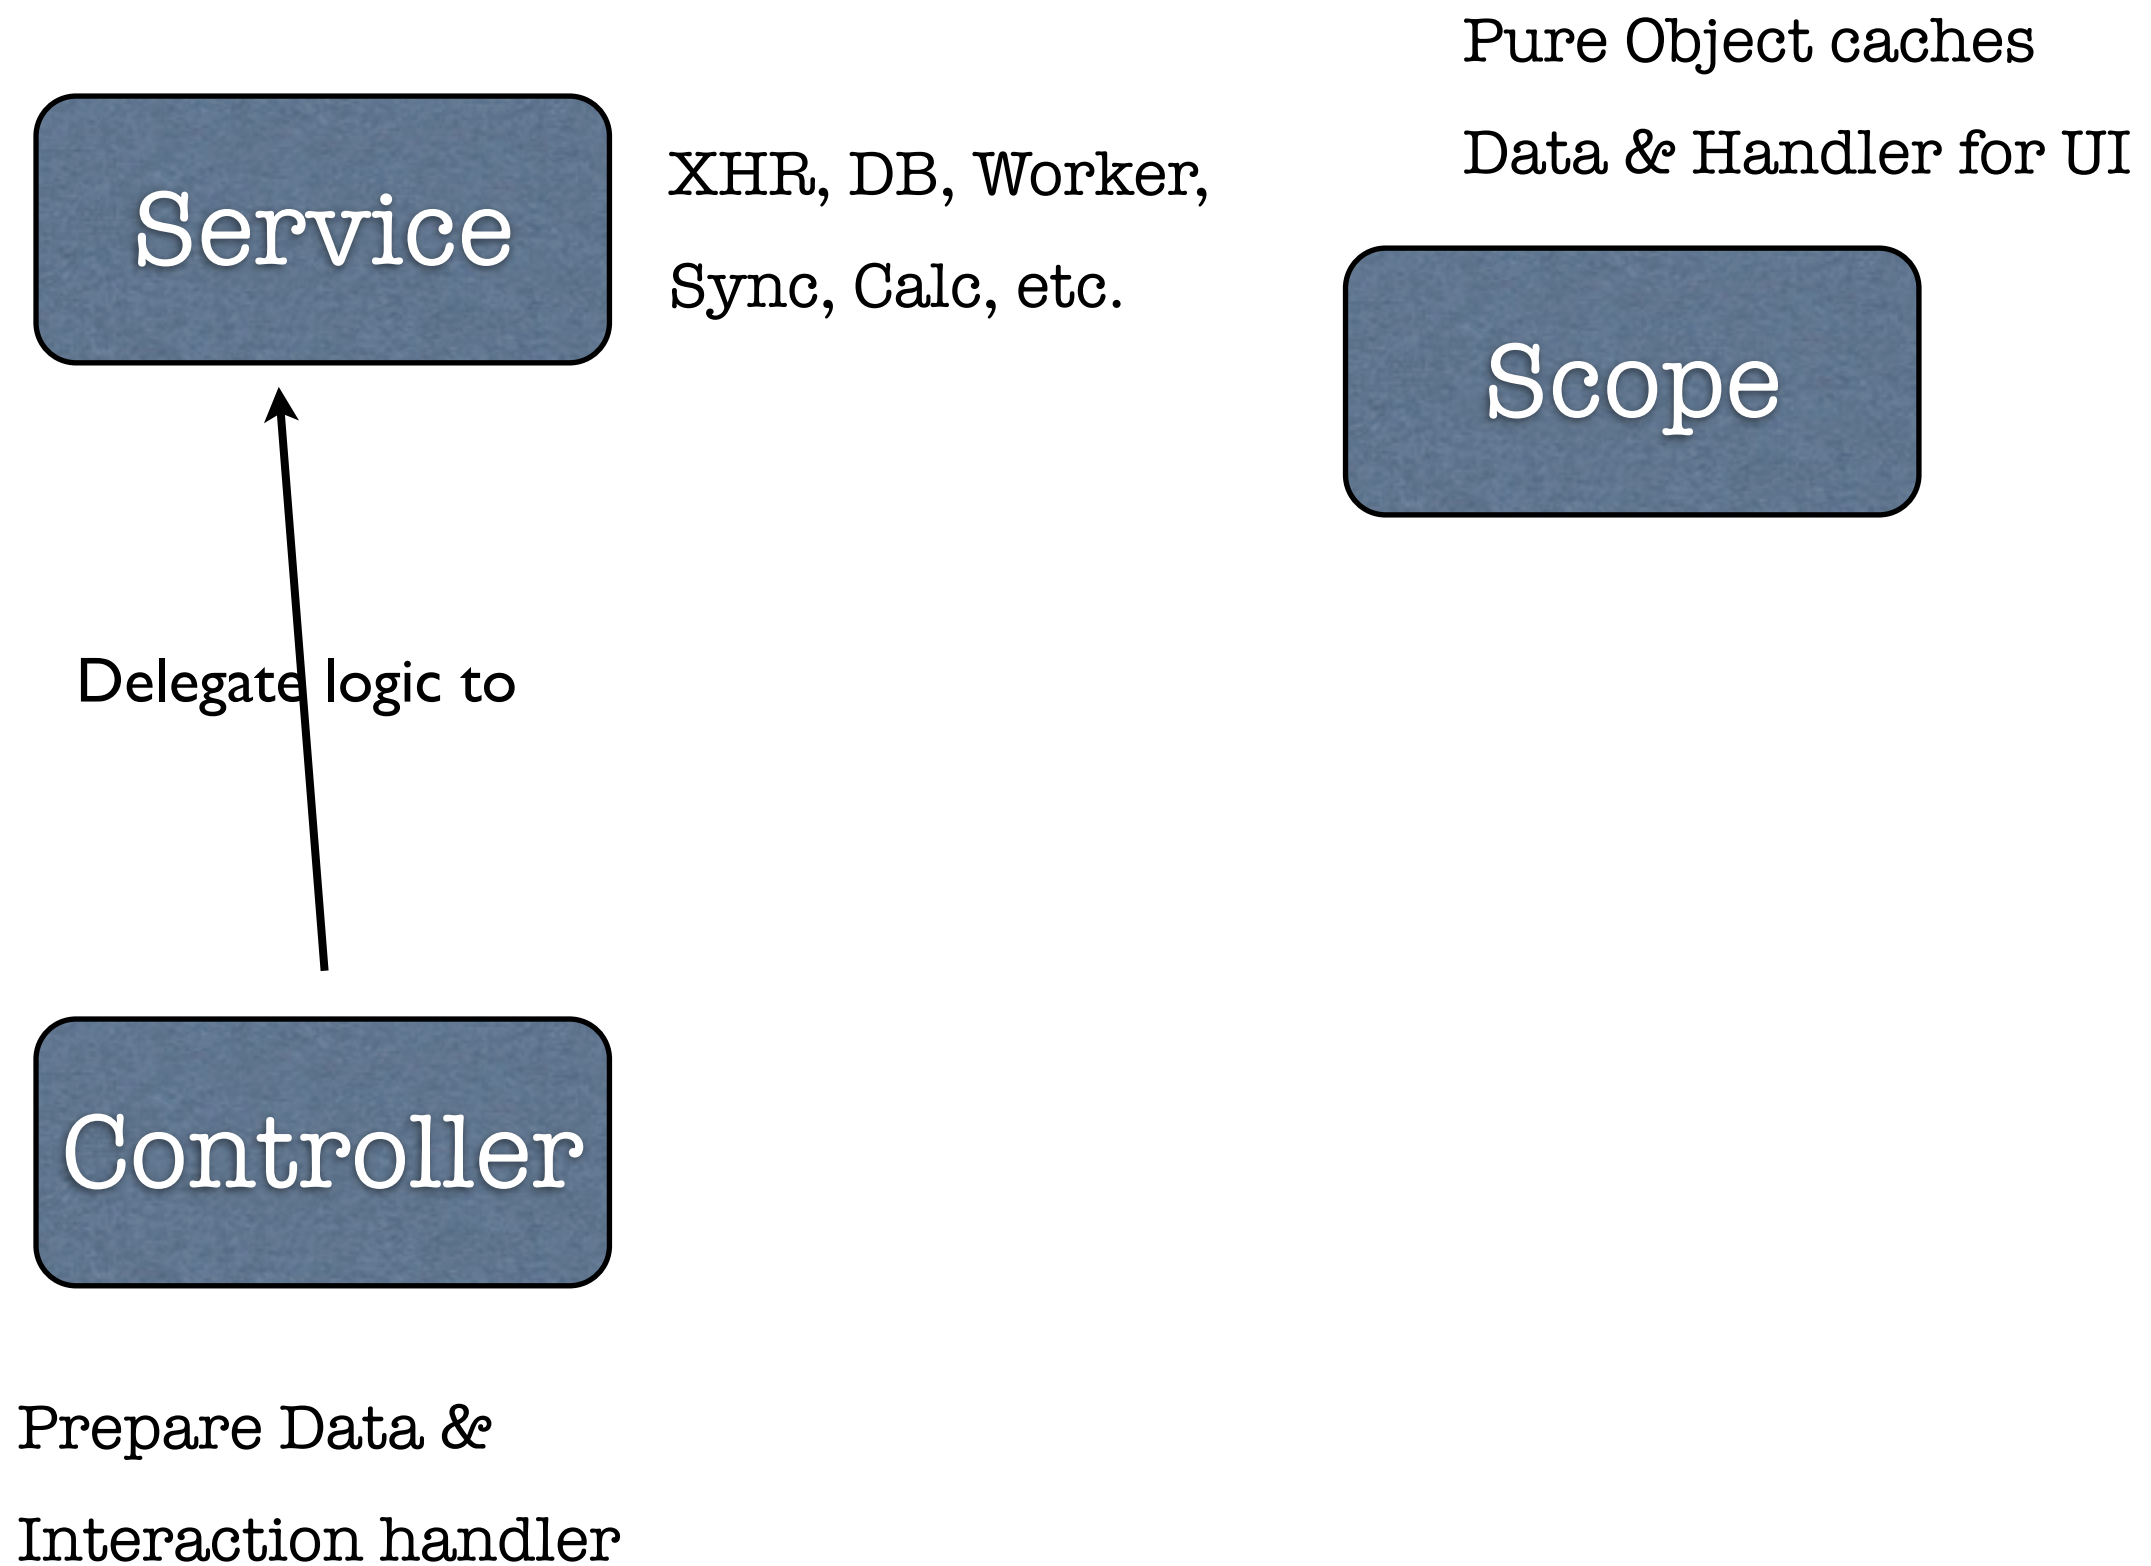 Pure Object caches
Data & Handler for UI
Service
XHR, DB, Worker,
Sync, Calc, etc.
Scope
Delegate logic to
Controller
Prepare Data &
Interaction handler